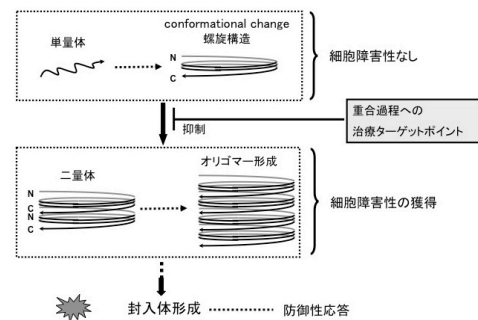 conformational change
単量体
螺旋構造
N
C
細胞障害性なし
抑制
重合過程への
治療ターゲットポイント
二量体
オリゴマー形成
N
C
N
C
細胞障害性の獲得
封入体形成
防御性応答